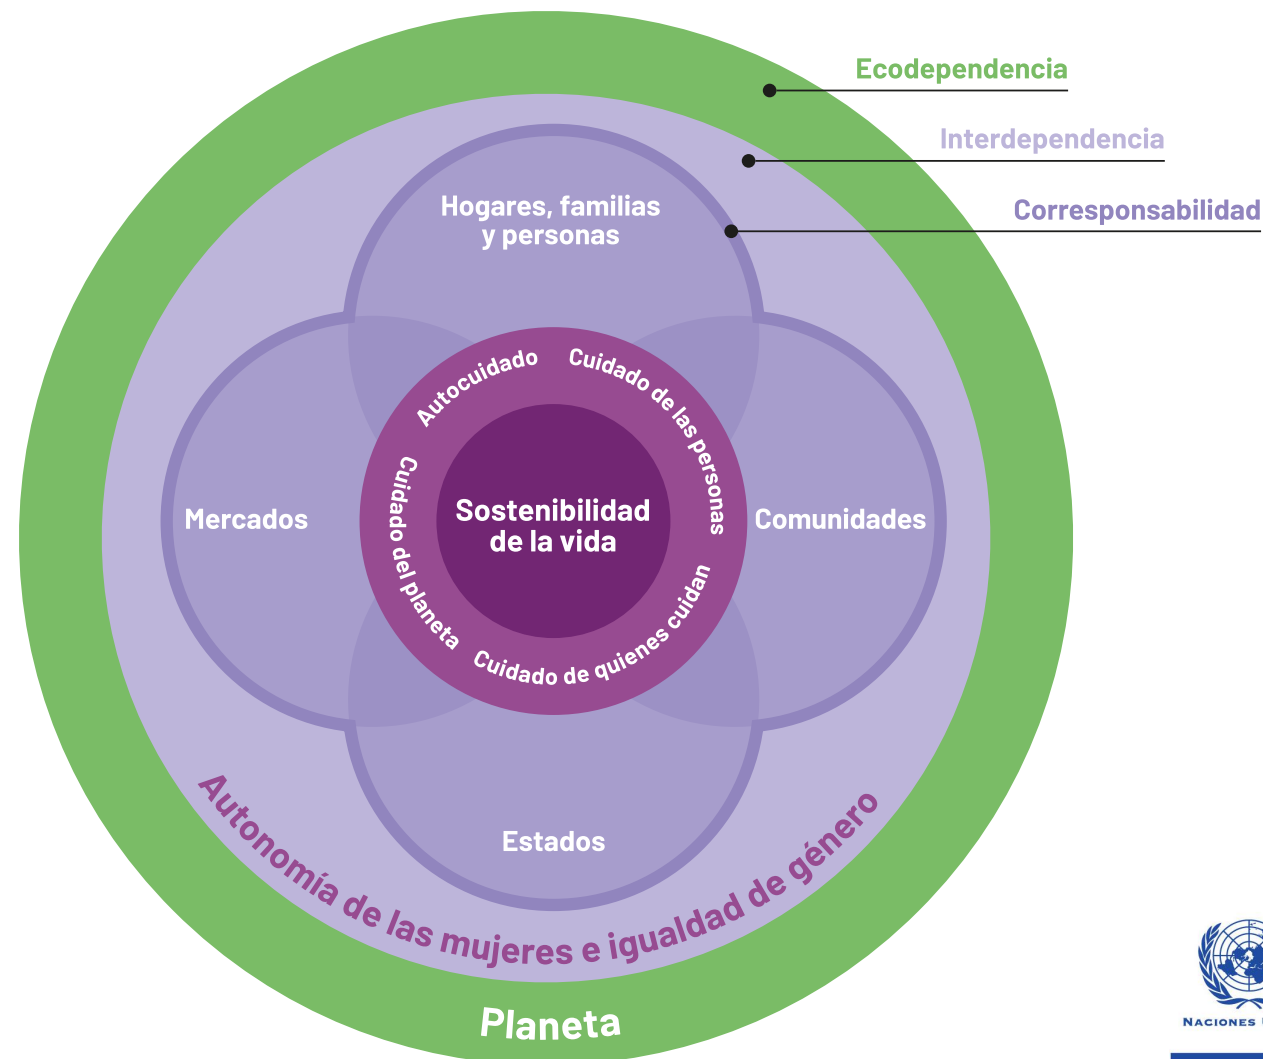 Ecodependencia
Interdependencia
Corresponsabilidad
Hogares, familias
y personas
Autocuidado
Cuidado de las personas
Cuidado del planeta
Sostenibilidad
de la vida
Mercados
Comunidades
Cuidado de quienes cuidan
Estados
Autonomía de las mujeres e igualdad de género
Planeta
NACIONES